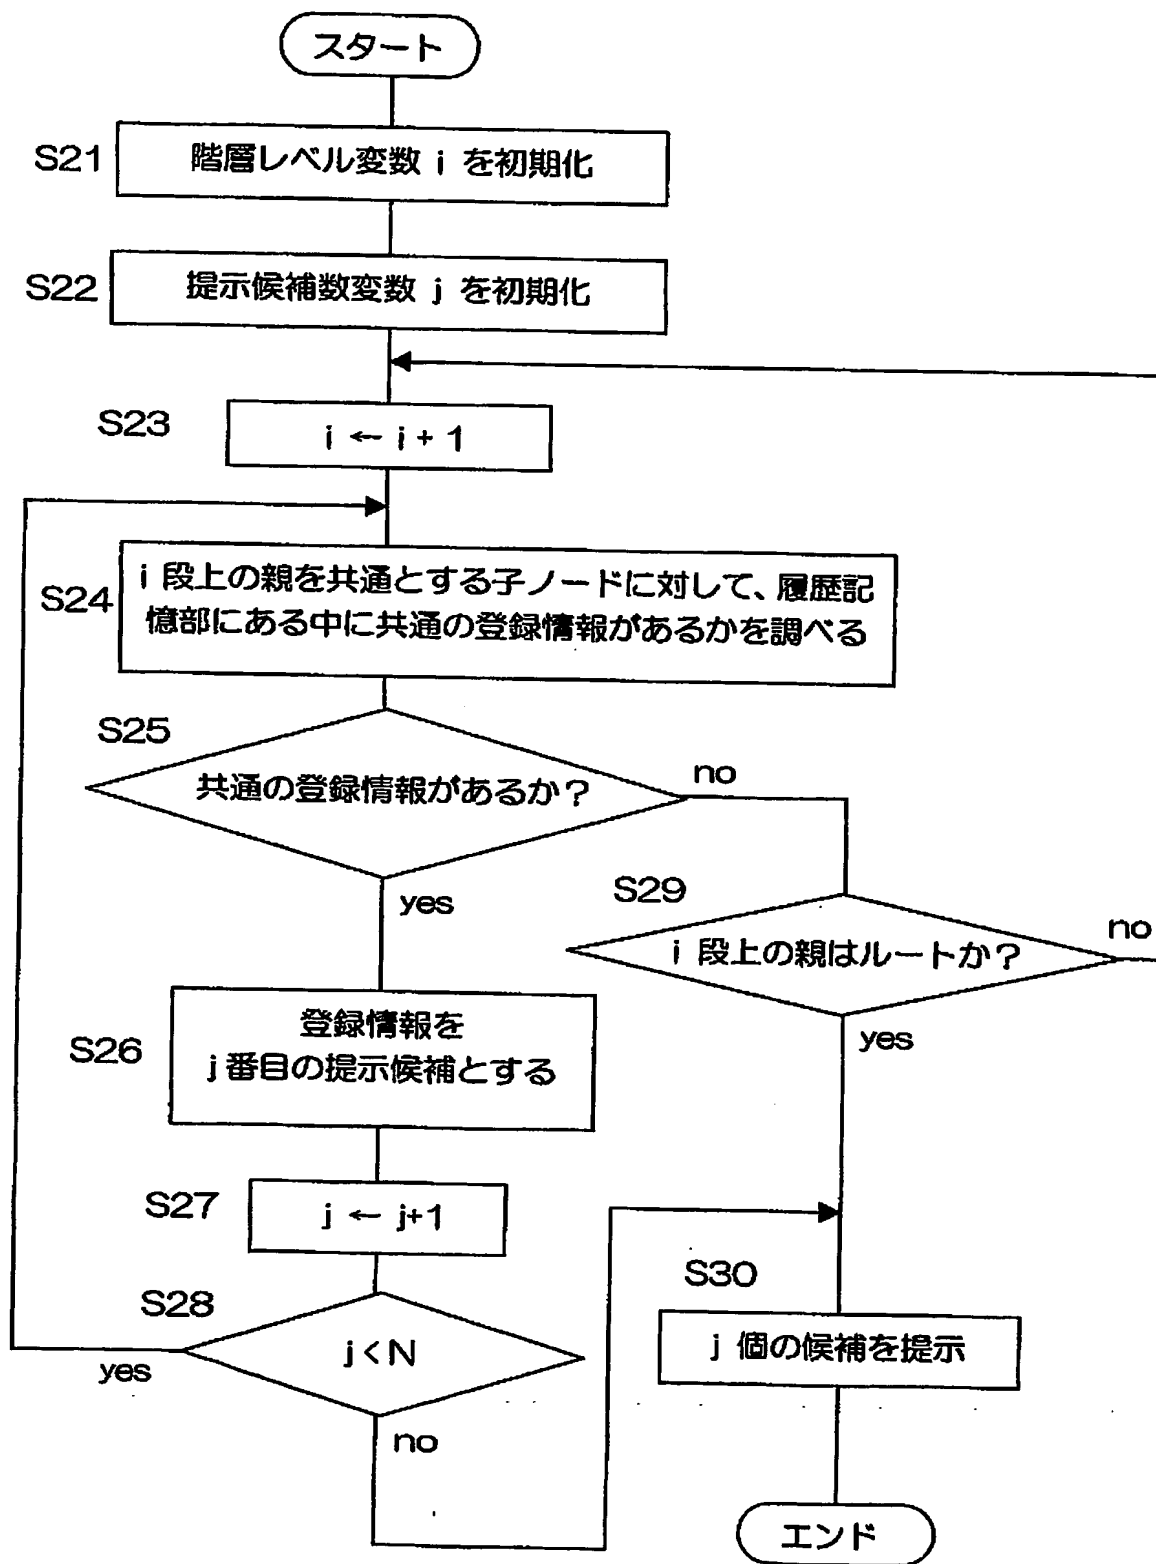 スタート
S21
階層レベル変数 i を初期化
S22
提示候補数変数 j を初期化
S23
i ← i + 1
S24
i 段上の親を共通とする子ノードに対して、履歴記
憶部にある中に共通の登録情報があるかを調べる
S25
共通の登録情報があるか？
no
yes
S29
i 段上の親はルートか？
no
yes
S26
登録情報を
j 番目の提示候補とする
S27
j ← j+1
S28
j < N
yes
no
S30
j 個の候補を提示
エンド